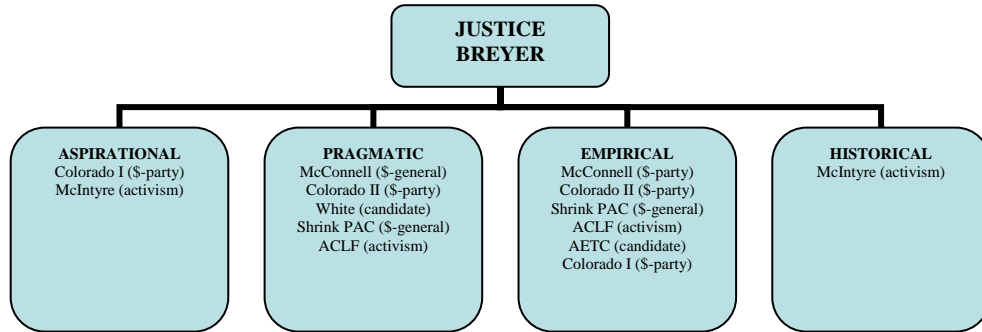 JUSTICE
BREYER
ASPIRATIONAL
Colorado I ($-party)
McIntyre (activism)
PRAGMATIC
McConnell ($-general)
Colorado II ($-party)
White (candidate)
Shrink PAC ($-general)
ACLF (activism)
EMPIRICAL
McConnell ($-party)
Colorado II ($-party)
Shrink PAC ($-general)
ACLF (activism)
AETC (candidate)
Colorado I ($-party)
HISTORICAL
McIntyre (activism)